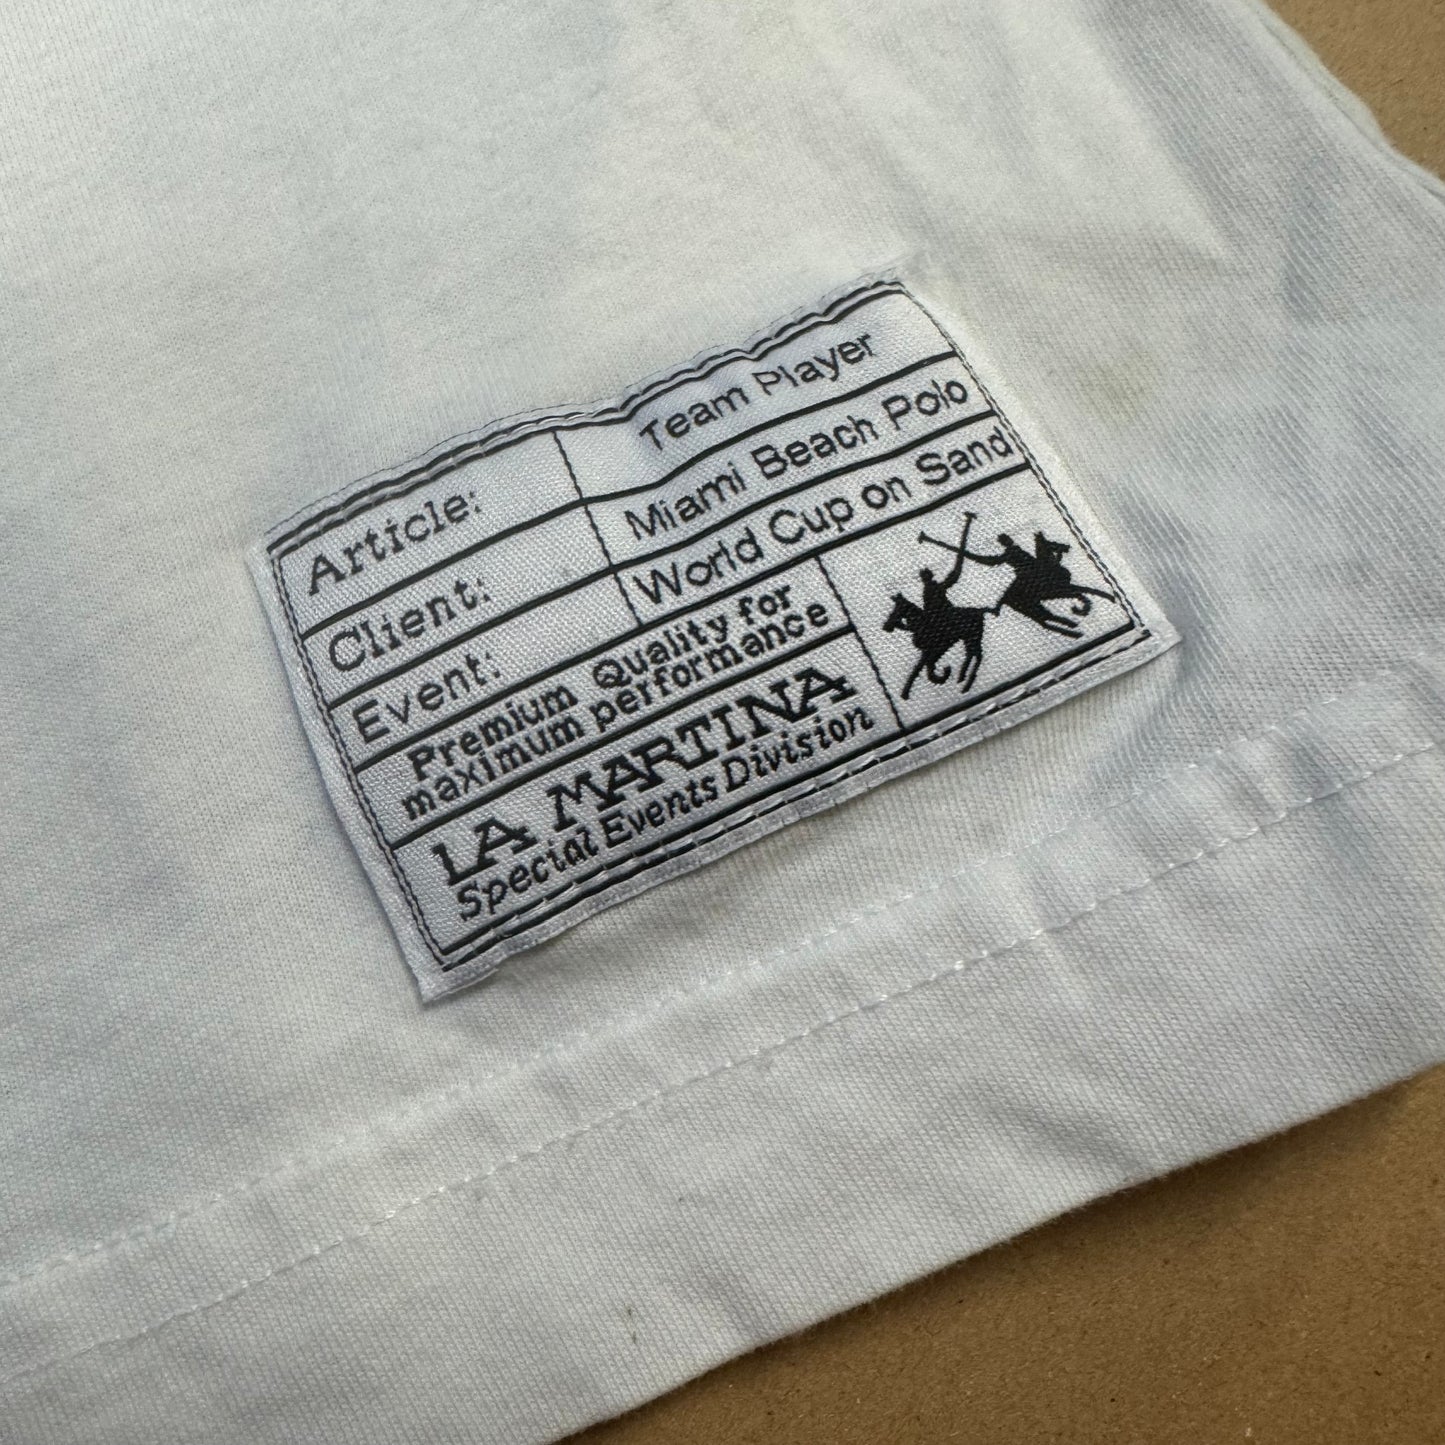 Article: Team Player
Client: Miami Beach Polo
Event: World Cup on Sand
Premium Quality for
maximum performance
LA MARTINA
Special Events Division